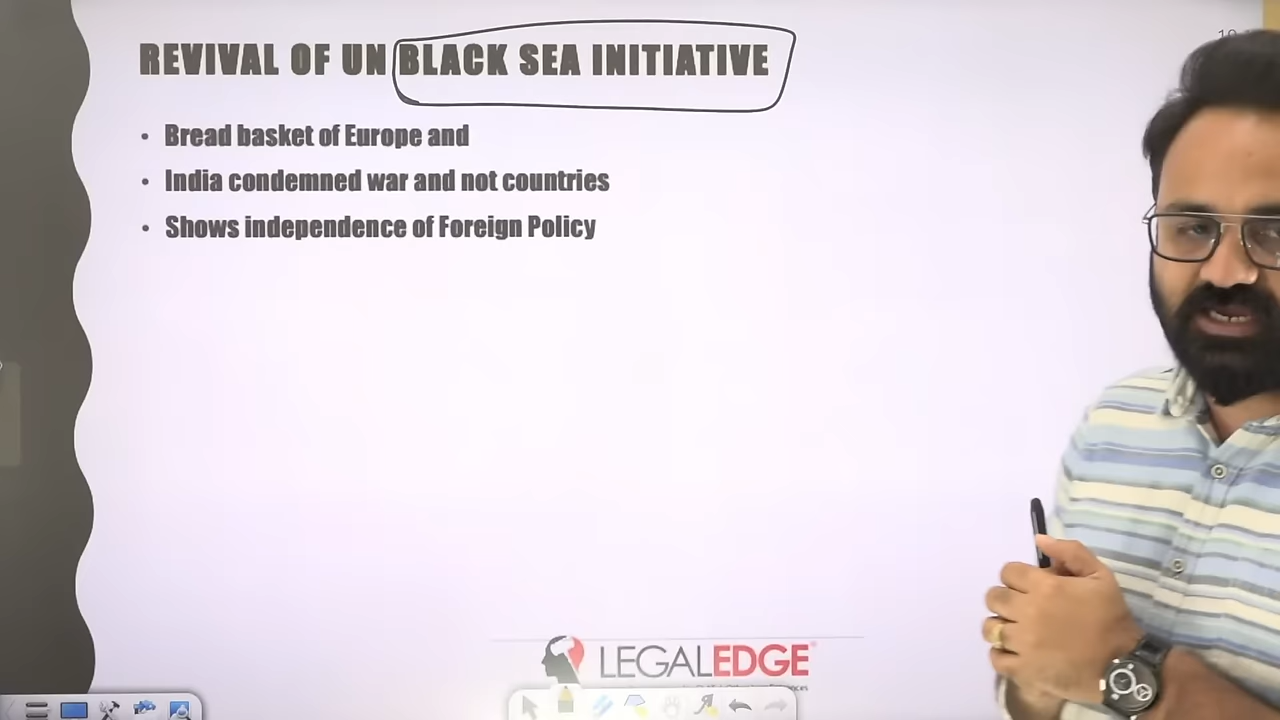 REVIVAL OF UN BLACK SEA INITIATIVE
• Bread basket of Europe and
• India condemned war and not countries
• Shows independence of Foreign Policy
LEGALEDGE